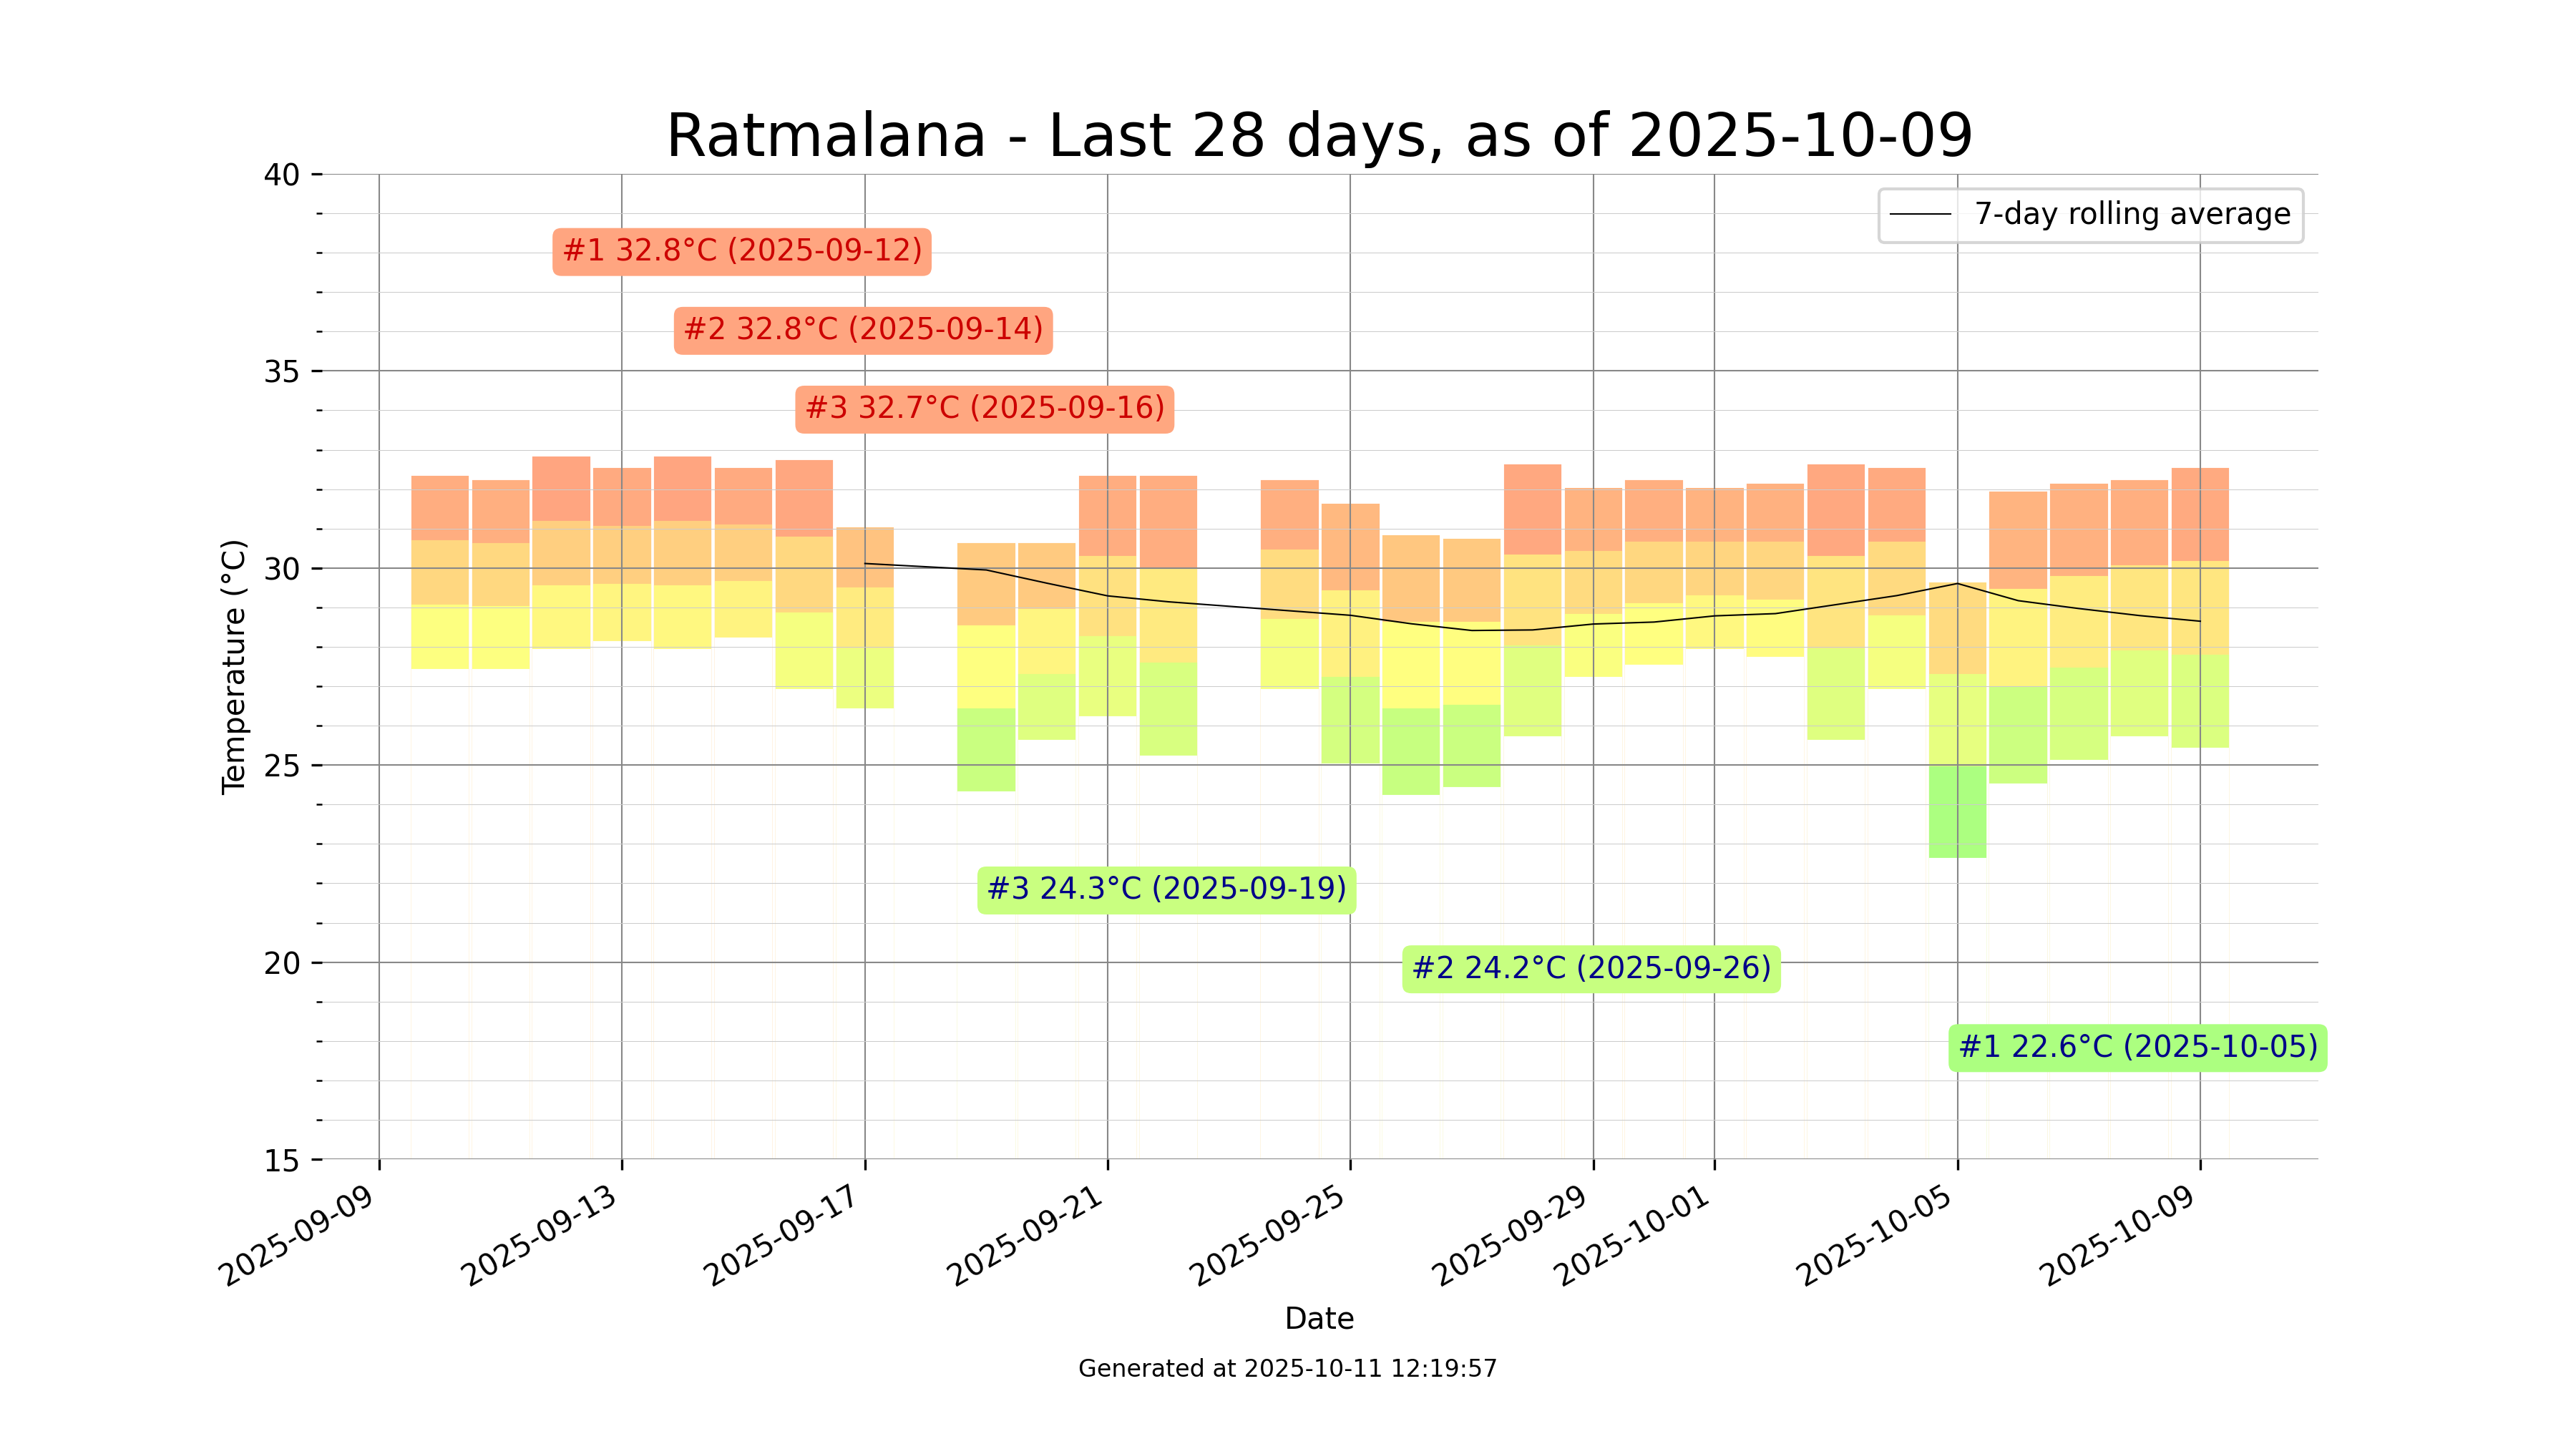 Ratmalana - Last 28 days, as of 2025-10-09
7-day rolling average
#1 32.8°C (2025-09-12)
#2 32.8°C (2025-09-14)
#3 32.7°C (2025-09-16)
#3 24.3°C (2025-09-19)
#2 24.2°C (2025-09-26)
#1 22.6°C (2025-10-05)
Temperature (°C)
40
35
30
25
20
15
2025-09-09
2025-09-13
2025-09-17
2025-09-21
2025-09-25
2025-09-29
2025-10-01
2025-10-05
2025-10-09
Date
Generated at 2025-10-11 12:19:57